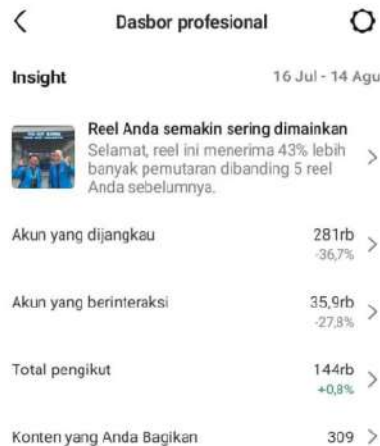 Dasbor profesional
Insight
16 Jul - 14 Agu
Reel Anda semakin sering dimainkan
Selamat, reel ini menerima 43% lebih
banyak pemutaran dibanding 5 reel
Anda sebelumnya.
Akun yang dijangkau
281rb
-36,7%
Akun yang berinteraksi
35,9rb
-27,8%
Total pengikut
144rb
+0,8%
Konten yang Anda Bagikan
309